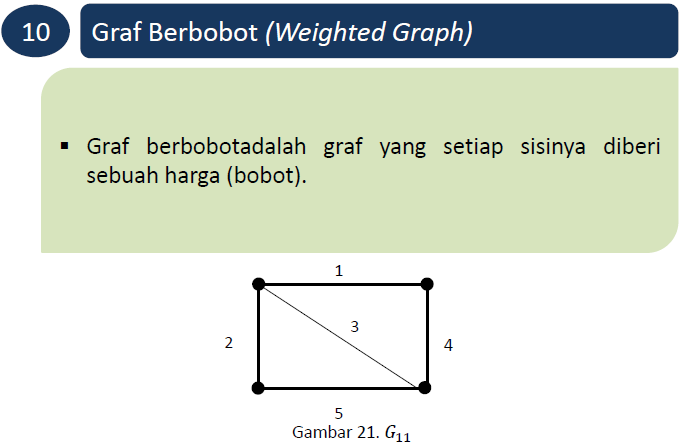 10
Graf Berbobot (Weighted Graph)
▪ Graf berbobotadalah graf yang setiap sisinya diberi
sebuah harga (bobot).
1
3
2
4
5
Gambar 21. G₁₁